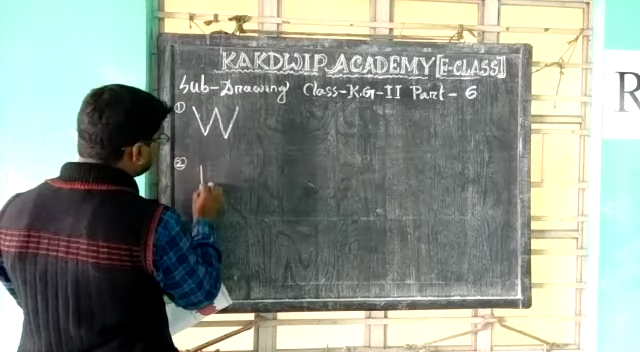 KAKDWIP ACADEMY [E-CLASS]
Sub-Drawing Class-K.G-II Part-6
① W
②
R